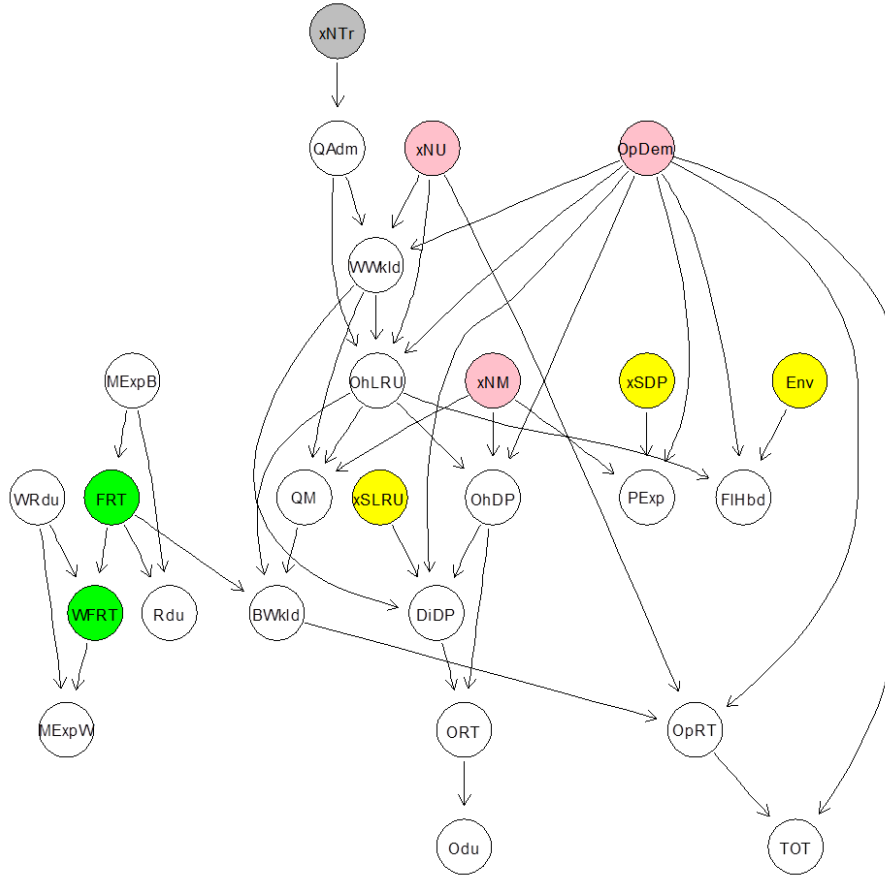 xNTr
QAdm
xNU
OpDem
WWkld
MExpB
OhLRU
xNM
xSDP
Env
WRdu
FRT
QM
xSLRU
OhDP
PExp
FlHbd
WFRT
Rdu
BWkld
DiDP
MExpW
ORT
OpRT
Odu
TOT